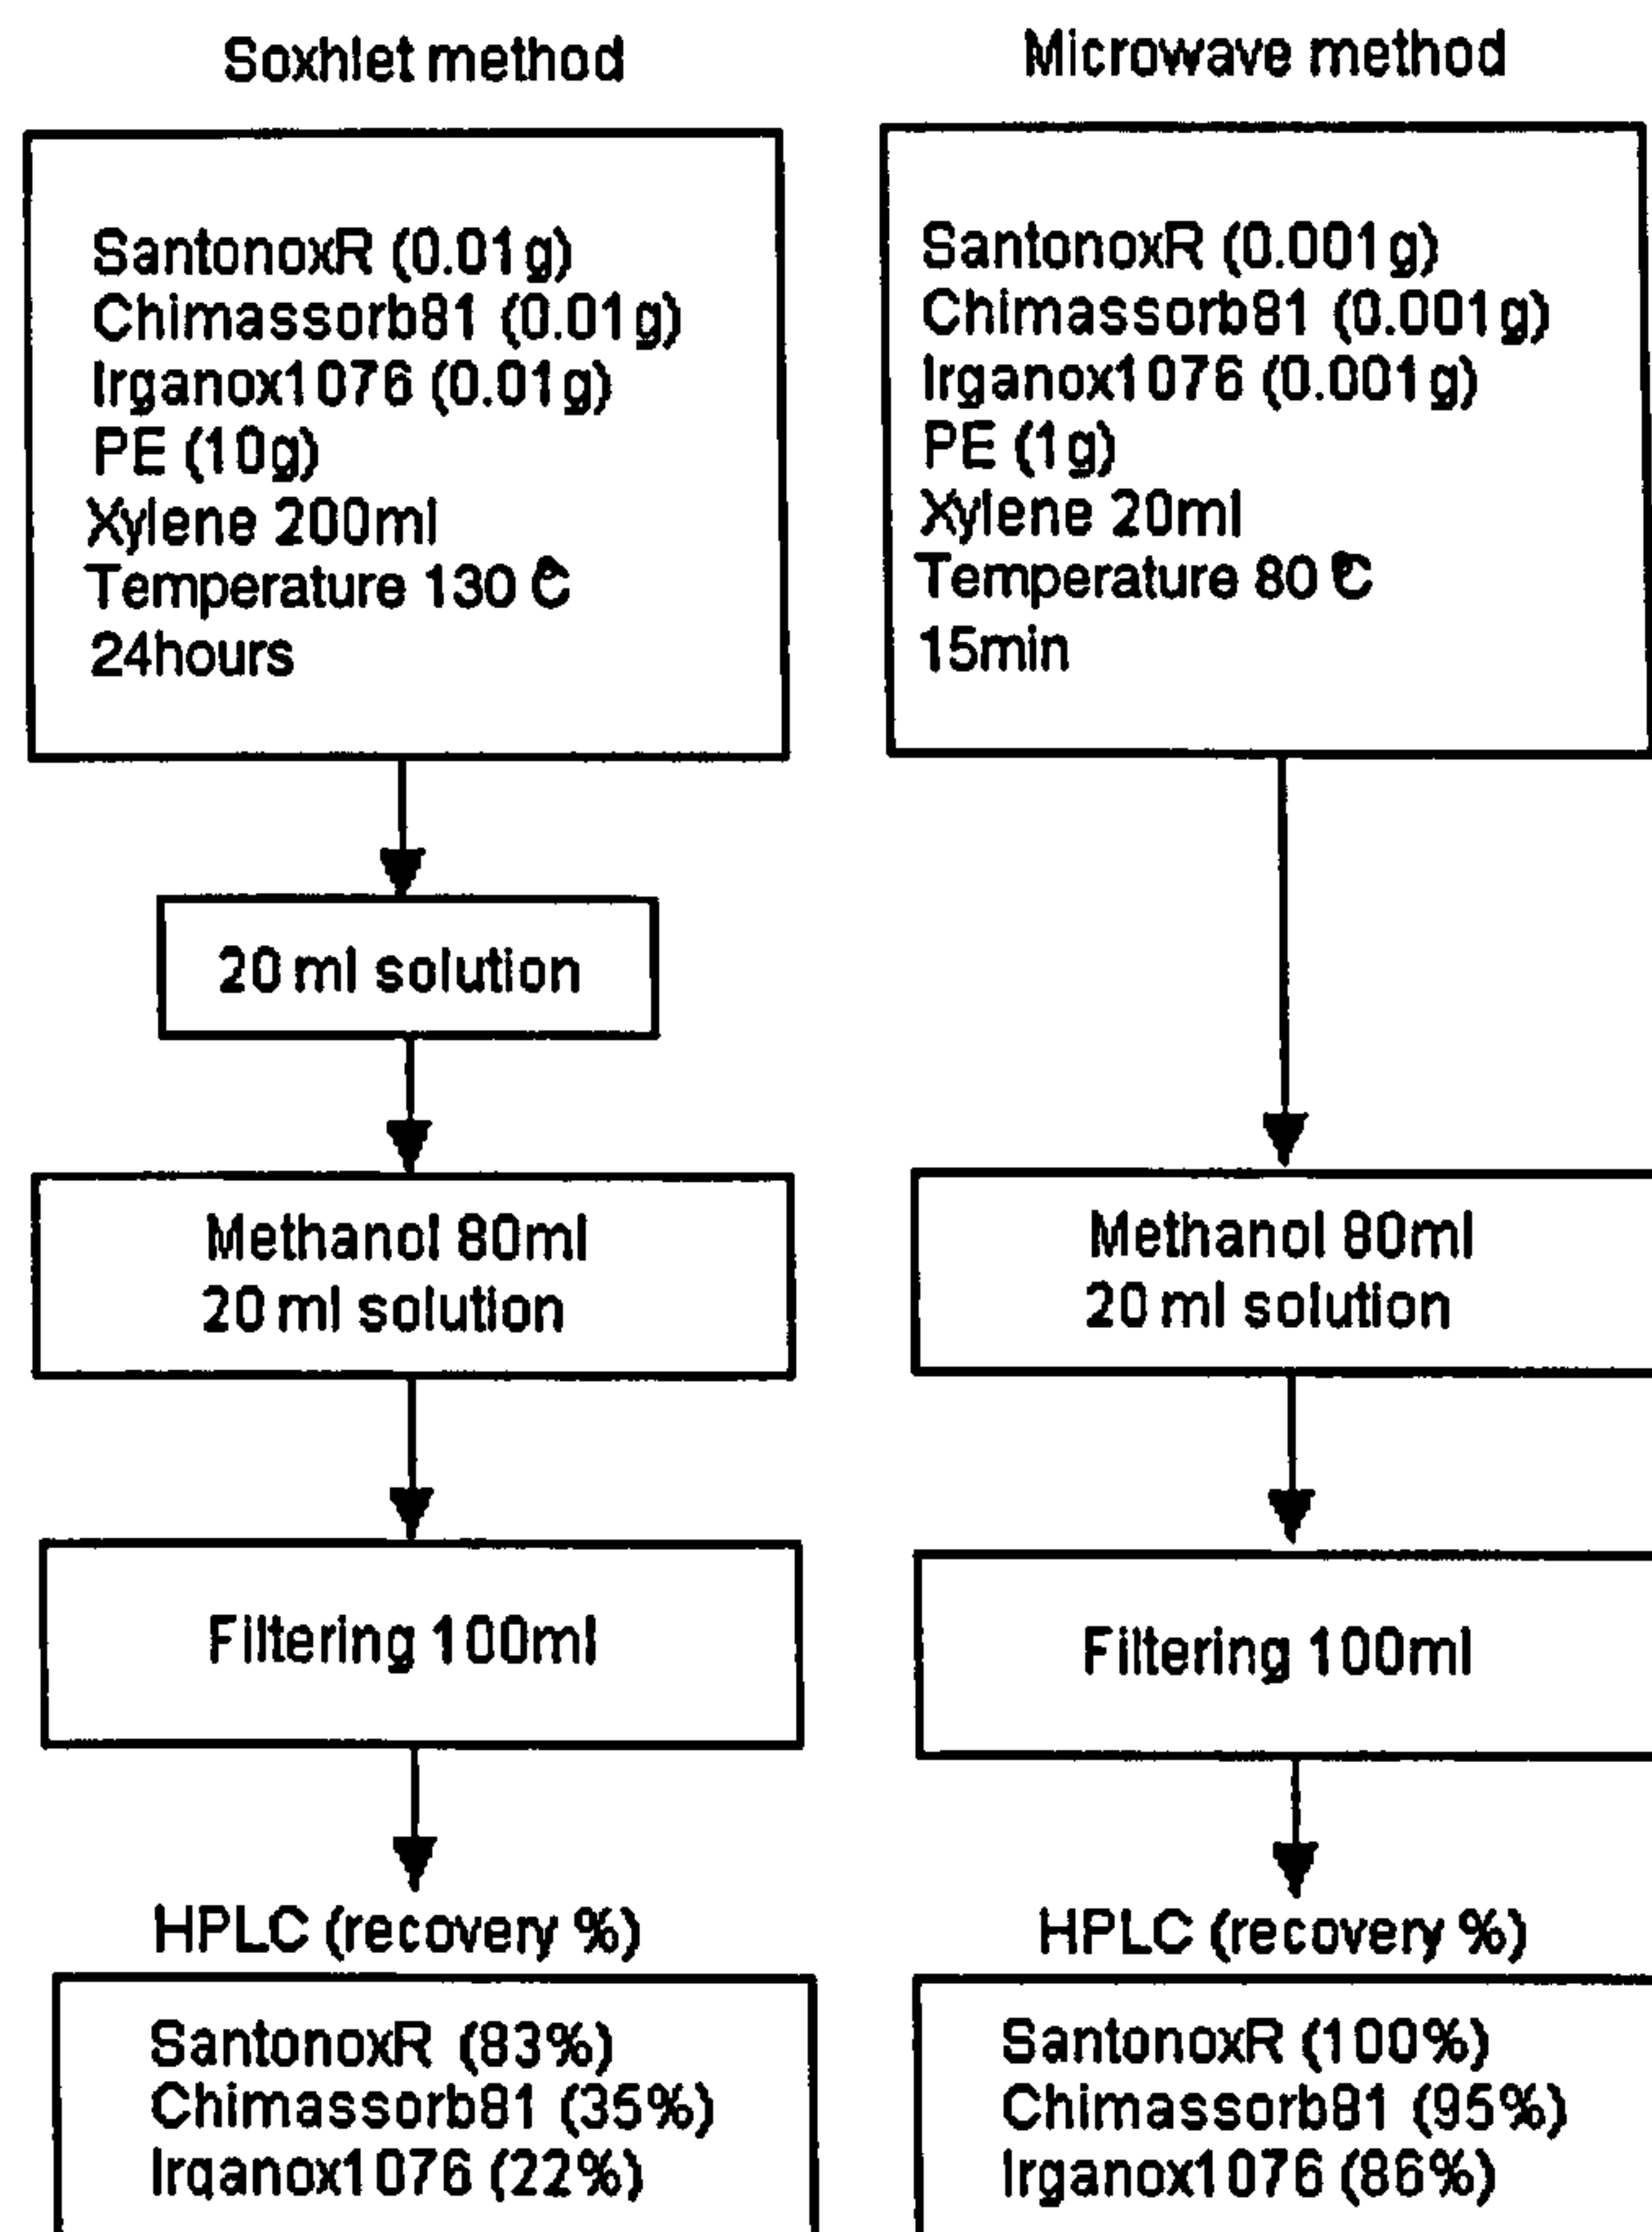 Soxhlet method
SantonoxR (0.01g)
Chimassorb81 (0.01g)
Irganox1076 (0.01g)
PE (10g)
Xylene 200ml
Temperature 130 ℃
24hours
20 ml solution
Methanol 80ml
20 ml solution
Filtering 100ml
HPLC (recovery %)
SantonoxR (83%)
Chimassorb81 (35%)
Irganox1076 (22%)
Microwave method
SantonoxR (0.001g)
Chimassorb81 (0.001g)
Irganox1076 (0.001g)
PE (1g)
Xylene 20ml
Temperature 80 ℃
15min
Methanol 80ml
20 ml solution
Filtering 100ml
HPLC (recovery %)
SantonoxR (100%)
Chimassorb81 (95%)
Irganox1076 (86%)